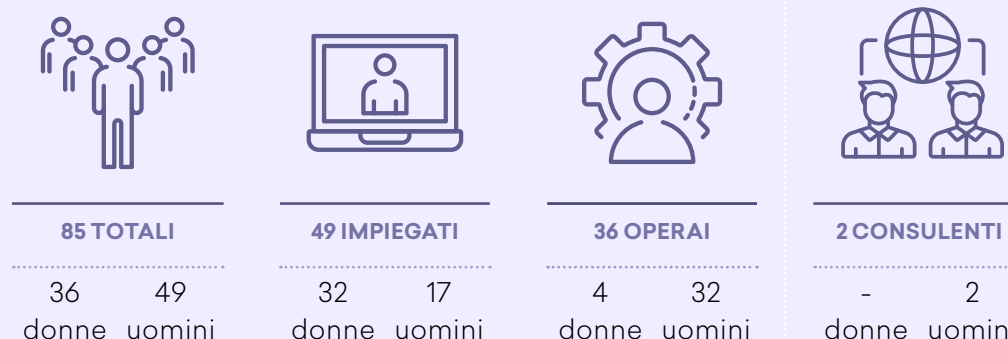 85 TOTALI
49 IMPIEGATI
36 OPERAI
2 CONSULENTI
36 49
32 17
4 32
- 2
donne uomini
donne uomini
donne uomini
donne uomini